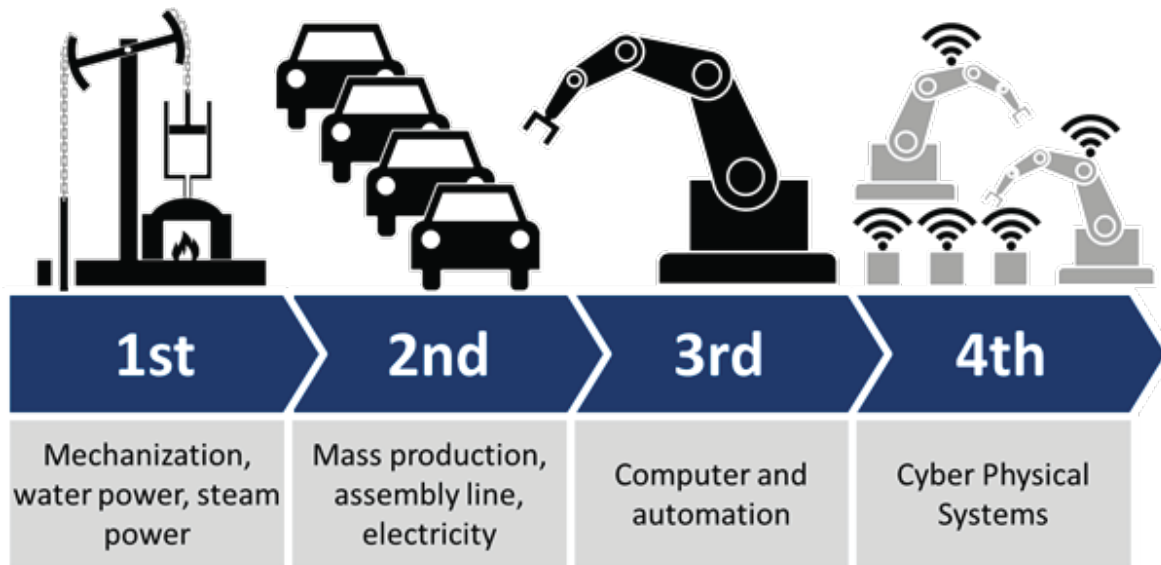 1st
2nd
3rd
4th
Mechanization,
water power, steam
power
Mass production,
assembly line,
electricity
Computer and
automation
Cyber Physical
Systems